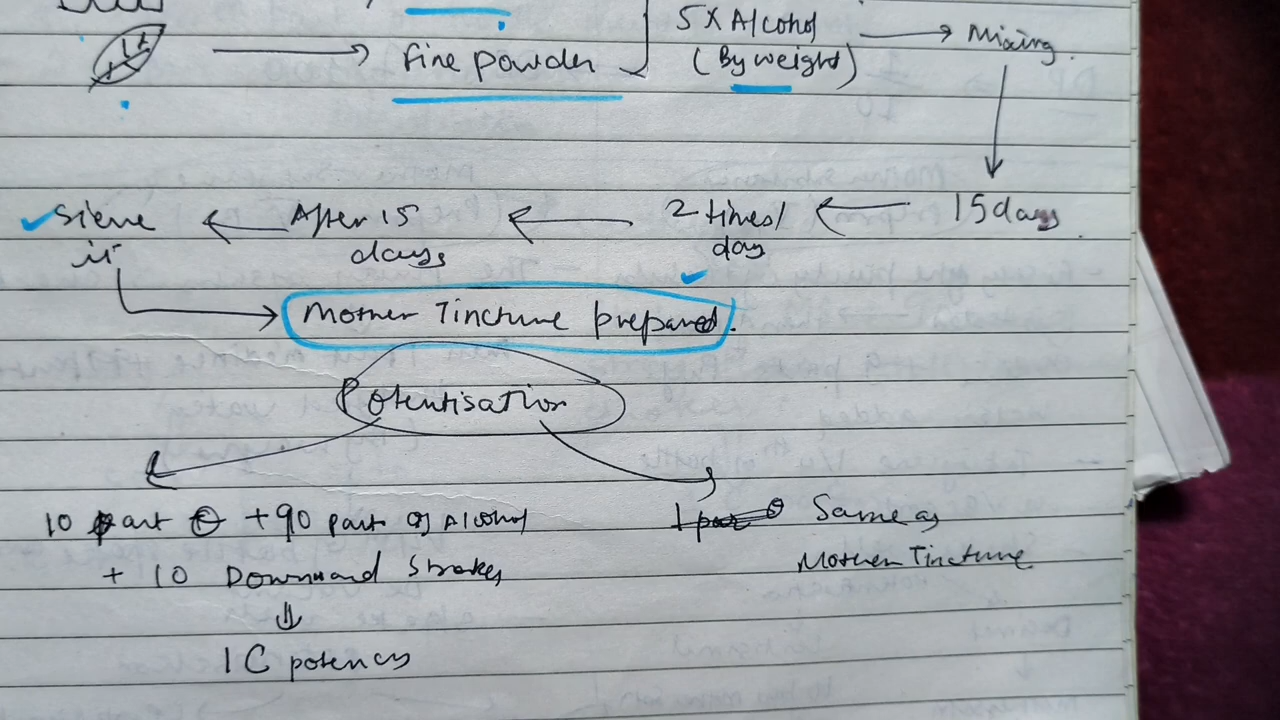 Fine Powder
5 X Alcohol
(By weight)
Mixing
15 days
2 times/
day
After 15
days
Sieve
it
Mother Tincture prepared.
Potentisation
10 part θ + 90 part of Alcohol
+ 10 Downward Strokes
1 C potency
Same as
Mother Tincture